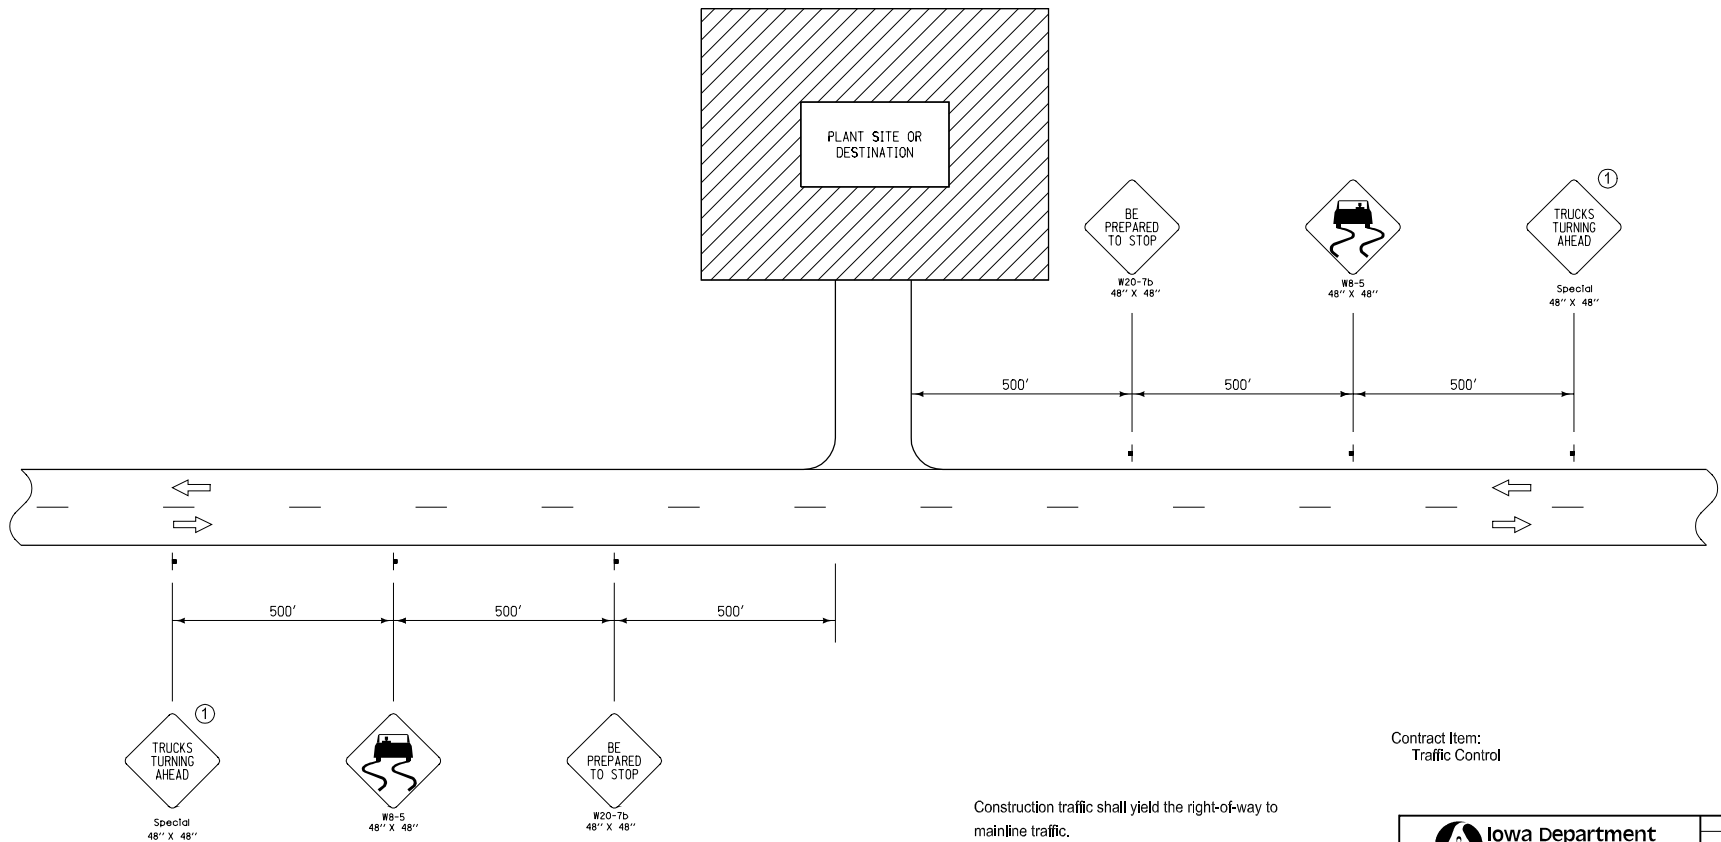 PLANT SITE OR
DESTINATION
BE
PREPARED
TO STOP
W20-7b
48" X 48"
W8-5
48" X 48"
1
TRUCKS
TURNING
AHEAD
Special
48" X 48"
500'
500'
500'
500'
500'
500'
1
TRUCKS
TURNING
AHEAD
Special
48" X 48"
W8-5
48" X 48"
BE
PREPARED
TO STOP
W20-7b
48" X 48"
Contract Item:
Traffic Control
Construction traffic shall yield the right-of-way to
mainline traffic.
Iowa Department